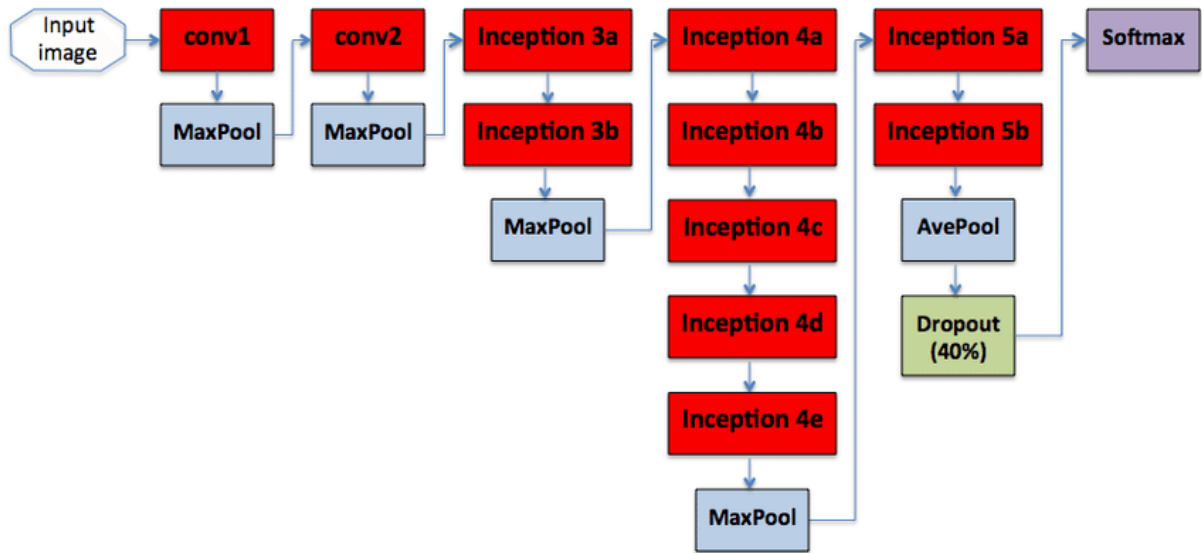 Input
image
conv1
MaxPool
conv2
MaxPool
Inception 3a
Inception 3b
MaxPool
Inception 4a
Inception 4b
Inception 4c
Inception 4d
Inception 4e
MaxPool
Inception 5a
Inception 5b
AvePool
Dropout
(40%)
Softmax